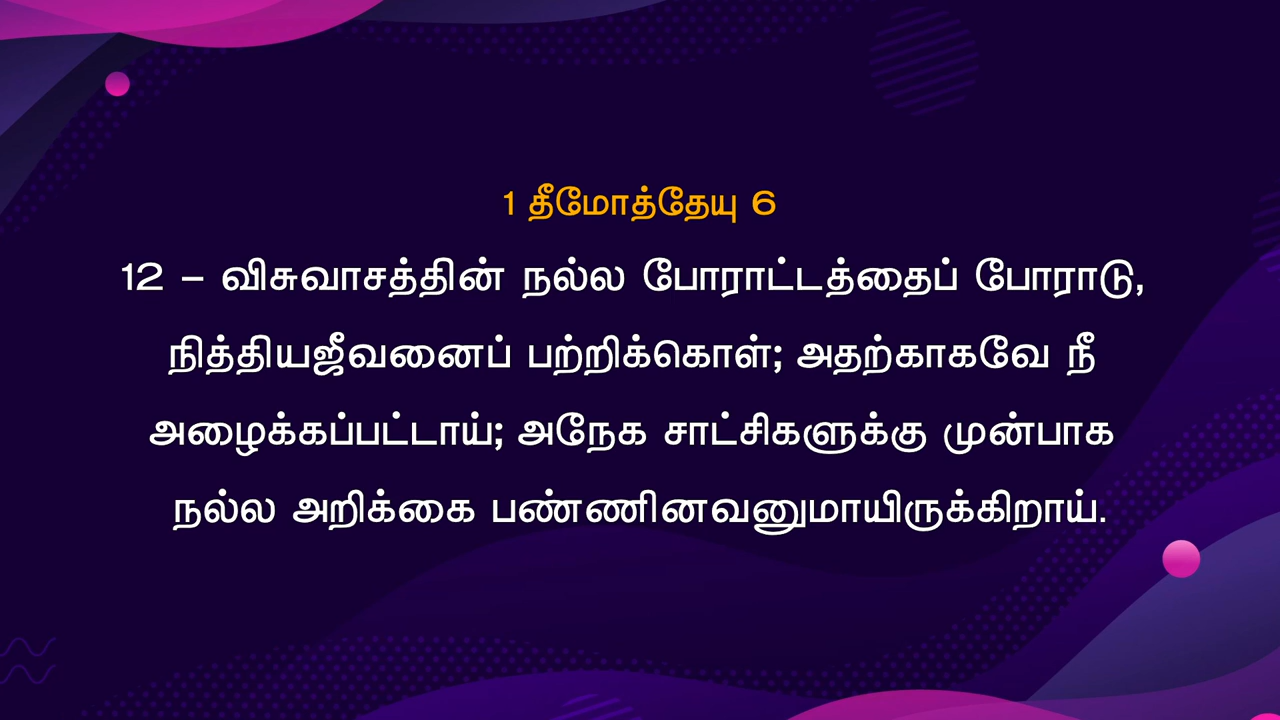 1 தீமோத்தேயு 6
12 – விசுவாசத்தின் நல்ல போராட்டத்தைப் போராடு,
நித்தியஜீவனைப் பற்றிக்கொள்; அதற்காகவே நீ
அழைக்கப்பட்டாய்; அநேக சாட்சிகளுக்கு முன்பாக
நல்ல அறிக்கை பண்ணினவனுமாயிருக்கிறாய்.